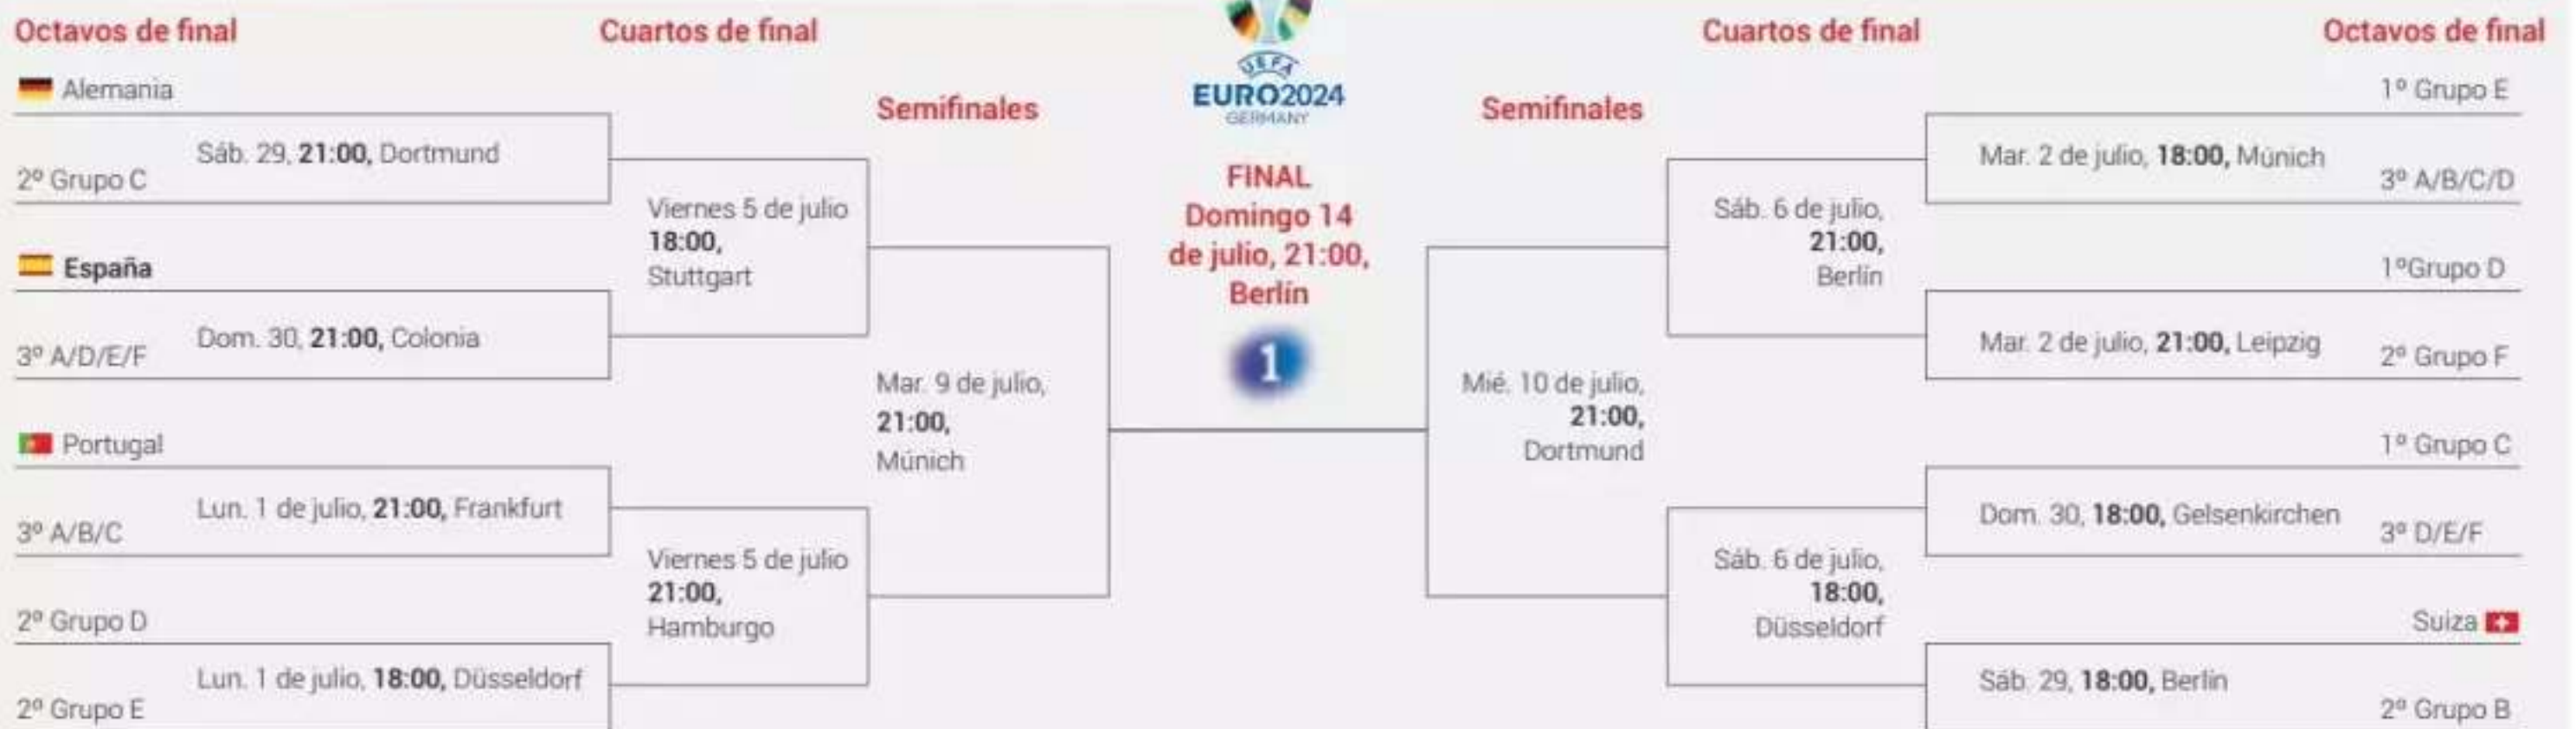 Octavos de final
Cuartos de final
Cuartos de final
Octavos de final
Semifinales
Semifinales
UEFA
EURO2024
GERMANY
FINAL
Domingo 14
de julio, 21:00,
Berlín
1
Alemania
Sáb. 29, 21:00, Dortmund
2º Grupo C
España
Dom. 30, 21:00, Colonia
3º A/D/E/F
Portugal
Lun. 1 de julio, 21:00, Frankfurt
3º A/B/C
2º Grupo D
Lun. 1 de julio, 18:00, Düsseldorf
2º Grupo E
Viernes 5 de julio
18:00,
Stuttgart
Viernes 5 de julio
21:00,
Hamburgo
Mar. 9 de julio,
21:00,
Múnich
Mié. 10 de julio,
21:00,
Dortmund
Sáb. 6 de julio,
21:00,
Berlín
Sáb. 6 de julio,
18:00,
Düsseldorf
1º Grupo E
Mar. 2 de julio, 18:00, Múnich
3º A/B/C/D
1ºGrupo D
Mar. 2 de julio, 21:00, Leipzig
2º Grupo F
1º Grupo C
Dom. 30, 18:00, Gelsenkirchen
3º D/E/F
Suiza
Sáb. 29, 18:00, Berlín
2º Grupo B